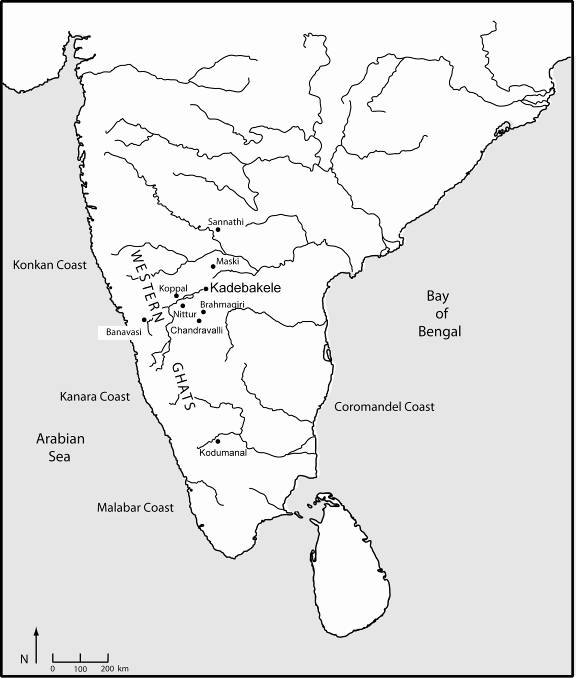 Sannathi
Maski
Konkan Coast
WESTERN
GHATS
Koppal
Kadebakele
Brahmagiri
Nittur
Chandravalli
Banavasi
Bay
of
Bengal
Kanara Coast
Coromandel Coast
Arabian
Sea
Kodumanal
Malabar Coast
N
0 100 200 km